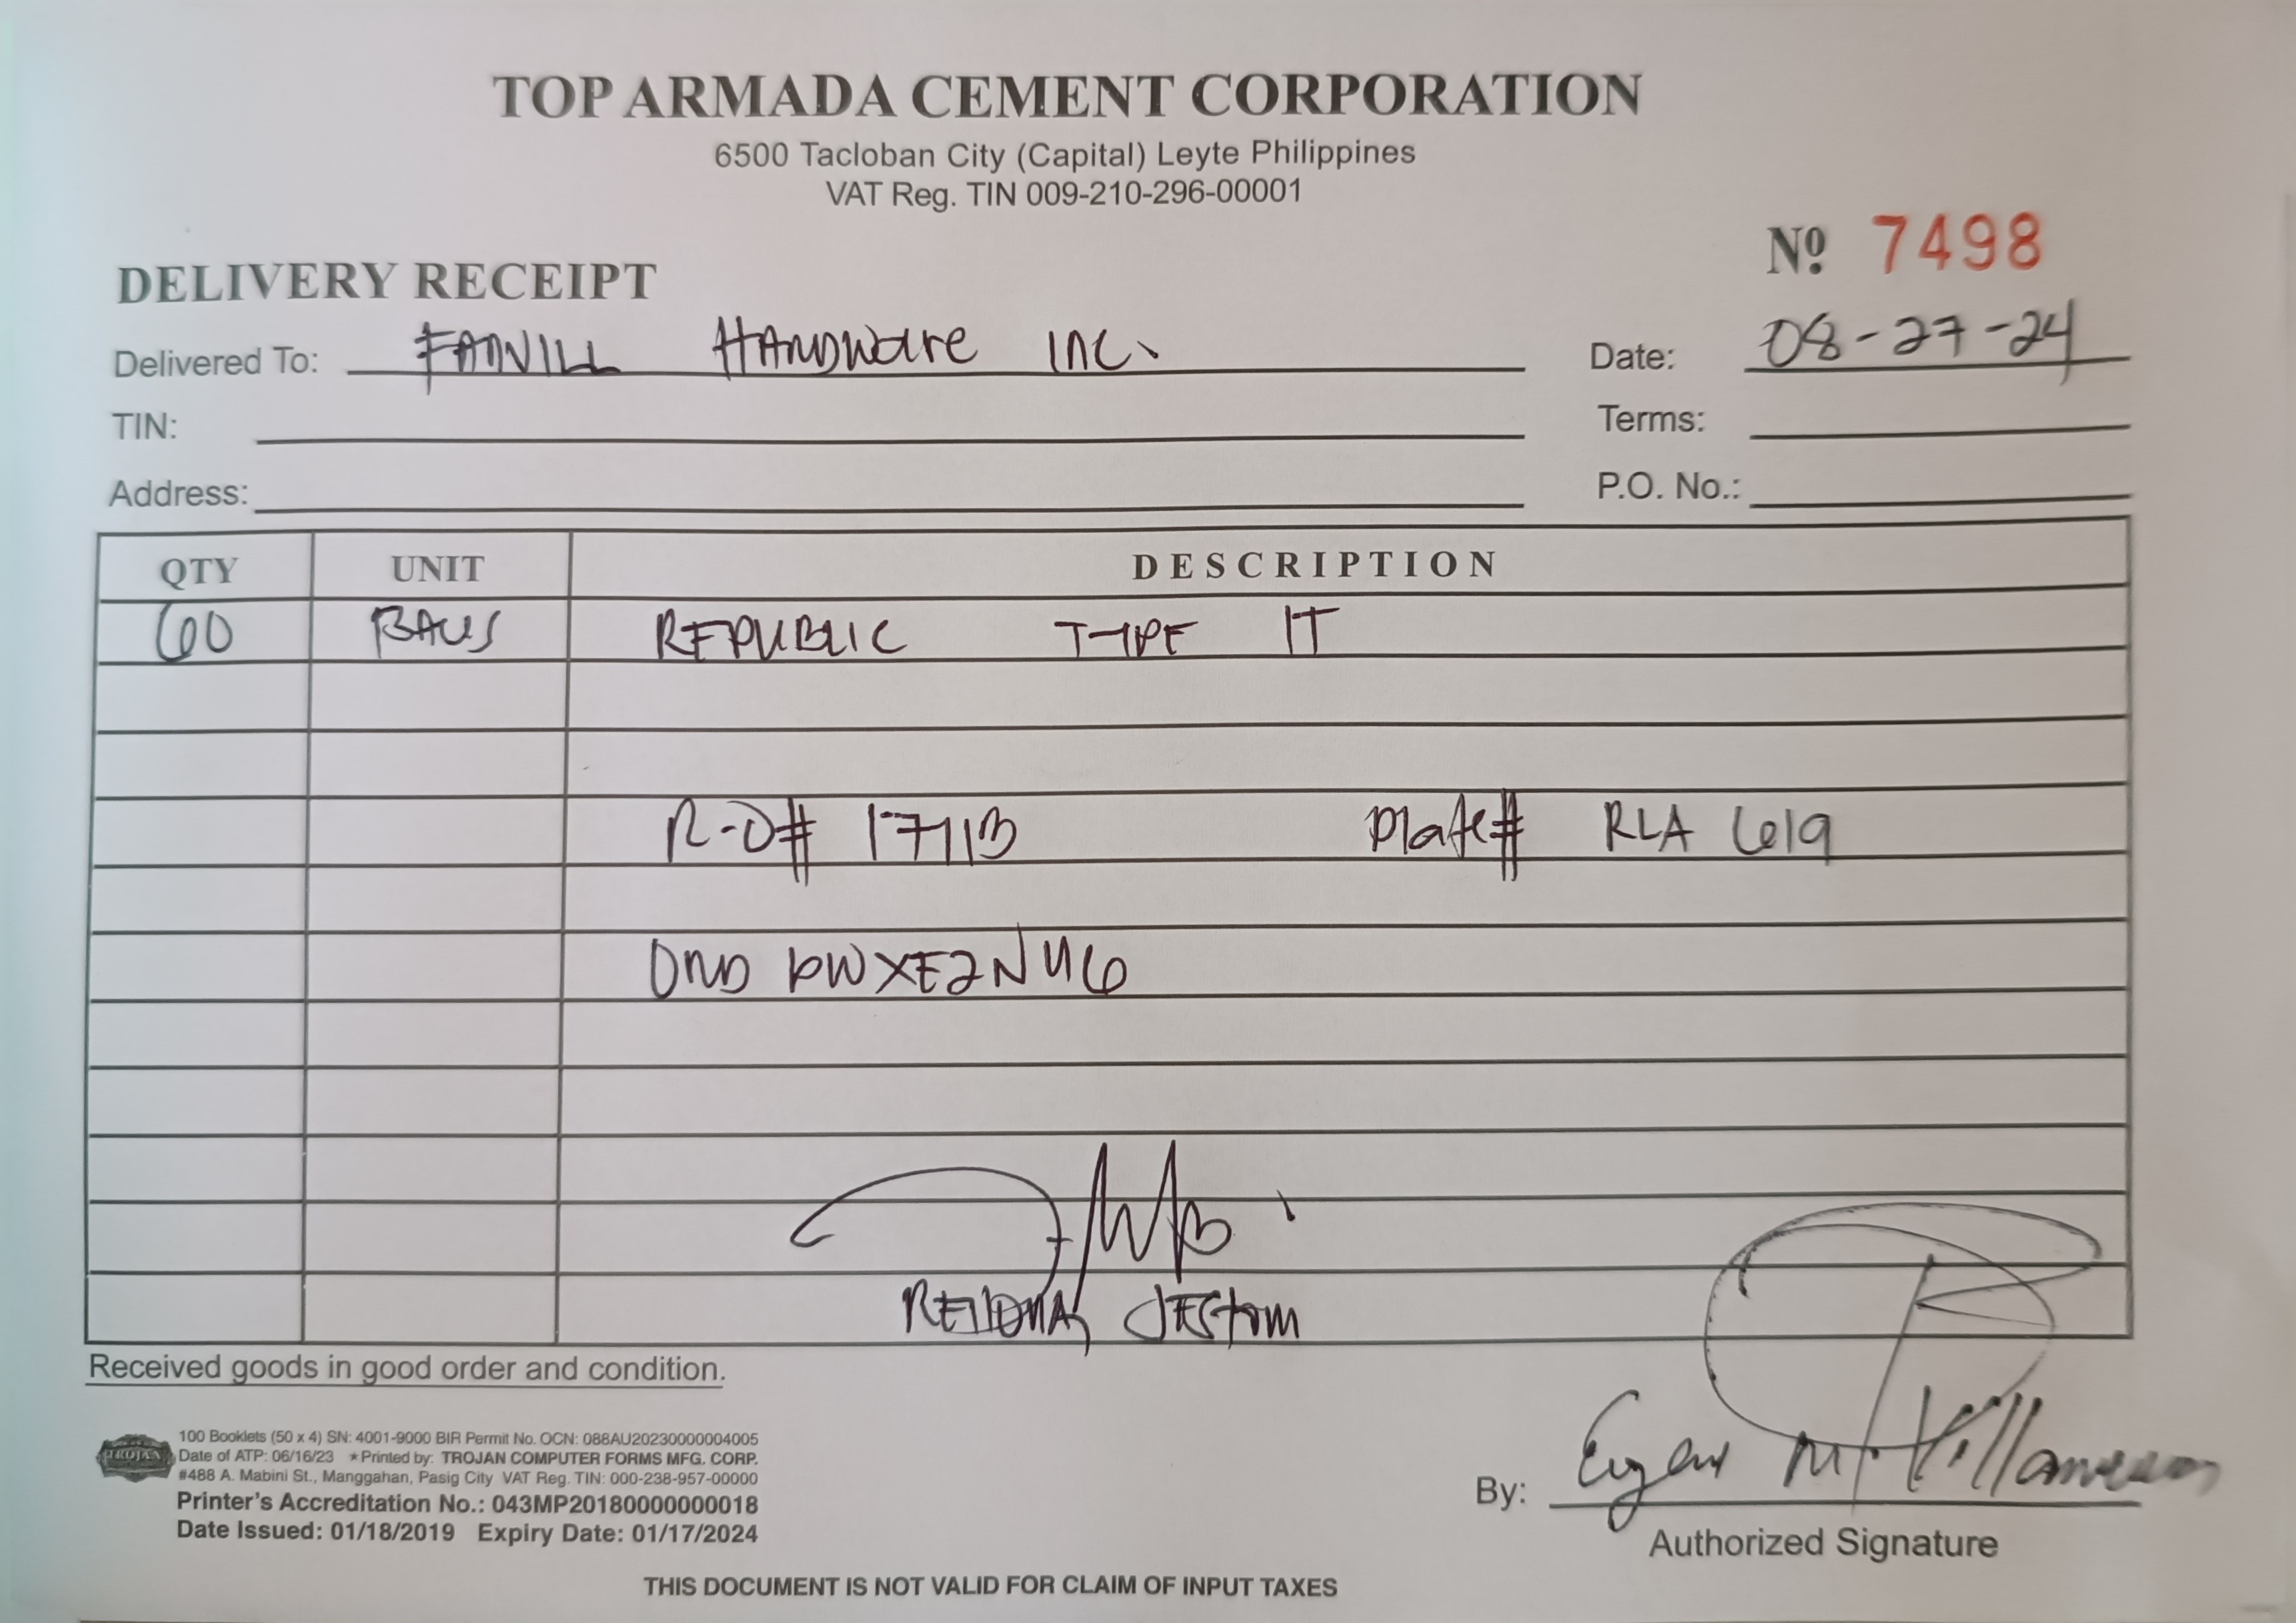 TOP ARMADA CEMENT CORPORATION
6500 Tacloban City (Capital) Leyte Philippines
VAT Reg. TIN 009-210-296-00001
Nº 7498
DELIVERY RECEIPT
Delivered To: FANVILL HARDWare INC.
Date: 08-27-24
TIN:
Terms:
Address:
P.O. No.:
QTY UNIT DESCRIPTION
60 BAGS REPUBLIC TYPE 1T
R-O# 1711B Plate# RLA 619
Received goods in good order and condition.
TROJAN
100 Booklets (50 x 4) SN: 4001-9000 BIR Permit No. OCN: 088AU20230000004005
Date of ATP: 06/16/23 ★Printed by: TROJAN COMPUTER FORMS MFG. CORP.
#488 A. Mabini St., Manggahan, Pasig City VAT Reg. TIN: 000-238-957-00000
Printer's Accreditation No.: 043MP20180000000018
Date Issued: 01/18/2019 Expiry Date: 01/17/2024
By:
Authorized Signature
THIS DOCUMENT IS NOT VALID FOR CLAIM OF INPUT TAXES